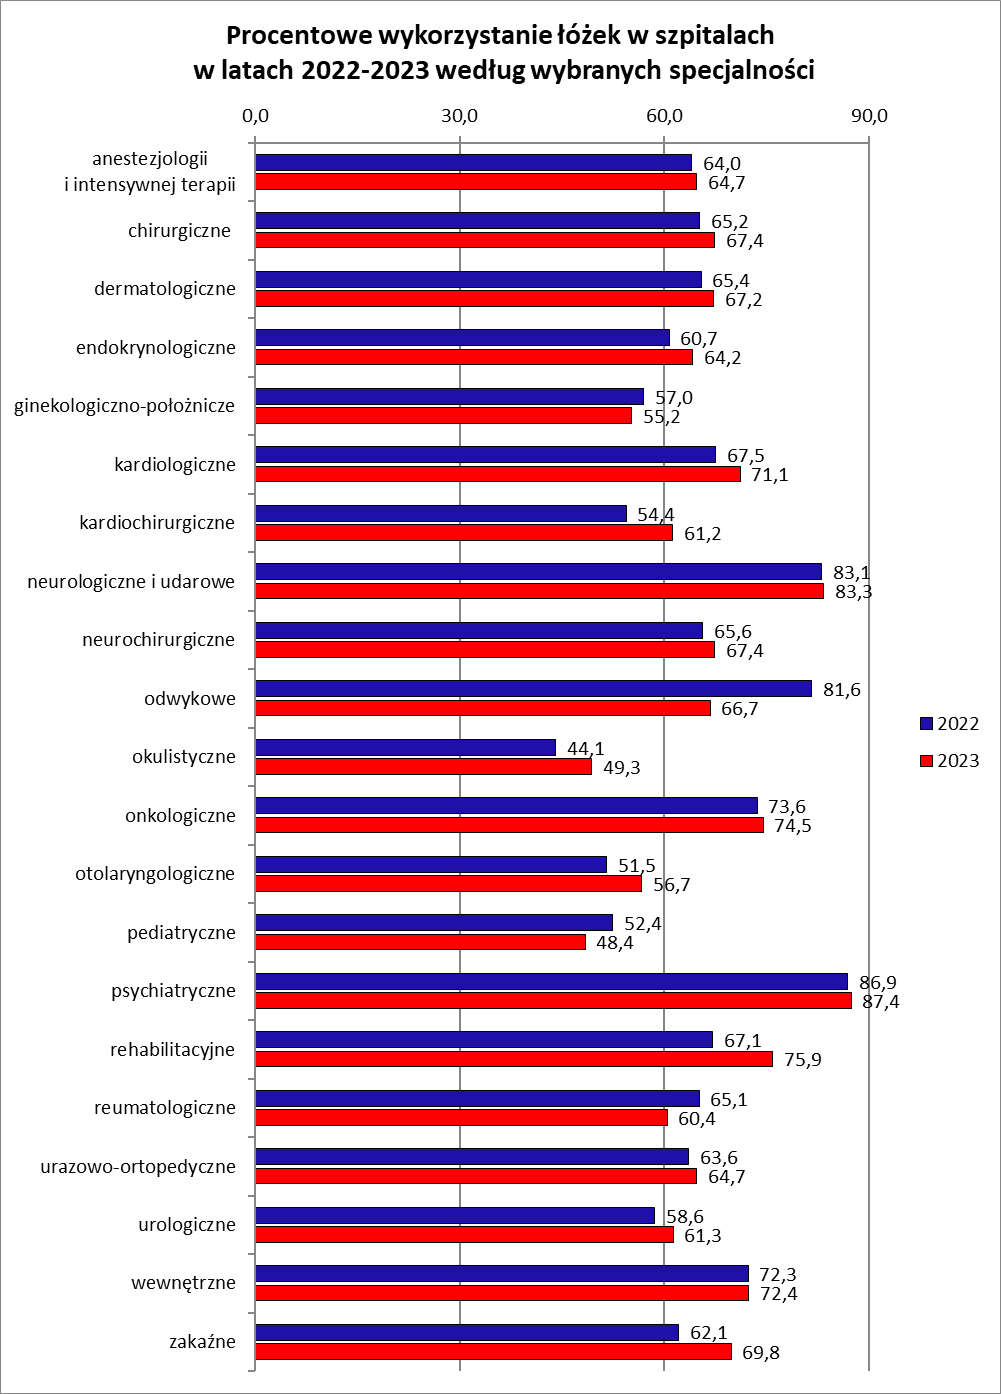 Procentowe wykorzystanie łóżek w szpitalach
w latach 2022-2023 według wybranych specjalności
0,0 30,0 60,0 90,0
anestezjologii
i intensywnej terapii
64,0
64,7
chirurgiczne
65,2
67,4
dermatologiczne
65,4
67,2
endokrynologiczne
60,7
64,2
ginekologiczno-położnicze
57,0
55,2
kardiologiczne
67,5
71,1
kardiochirurgiczne
54,4
61,2
neurologiczne i udarowe
83,1
83,3
neurochirurgiczne
65,6
67,4
odwykowe
81,6
66,7
okulistyczne
44,1
49,3
onkologiczne
73,6
74,5
otolaryngologiczne
51,5
56,7
pediatryczne
52,4
48,4
psychiatryczne
86,9
87,4
rehabilitacyjne
67,1
75,9
reumatologiczne
65,1
60,4
urazowo-ortopedyczne
63,6
64,7
urologiczne
58,6
61,3
wewnętrzne
72,3
72,4
zakaźne
62,1
69,8
2022
2023